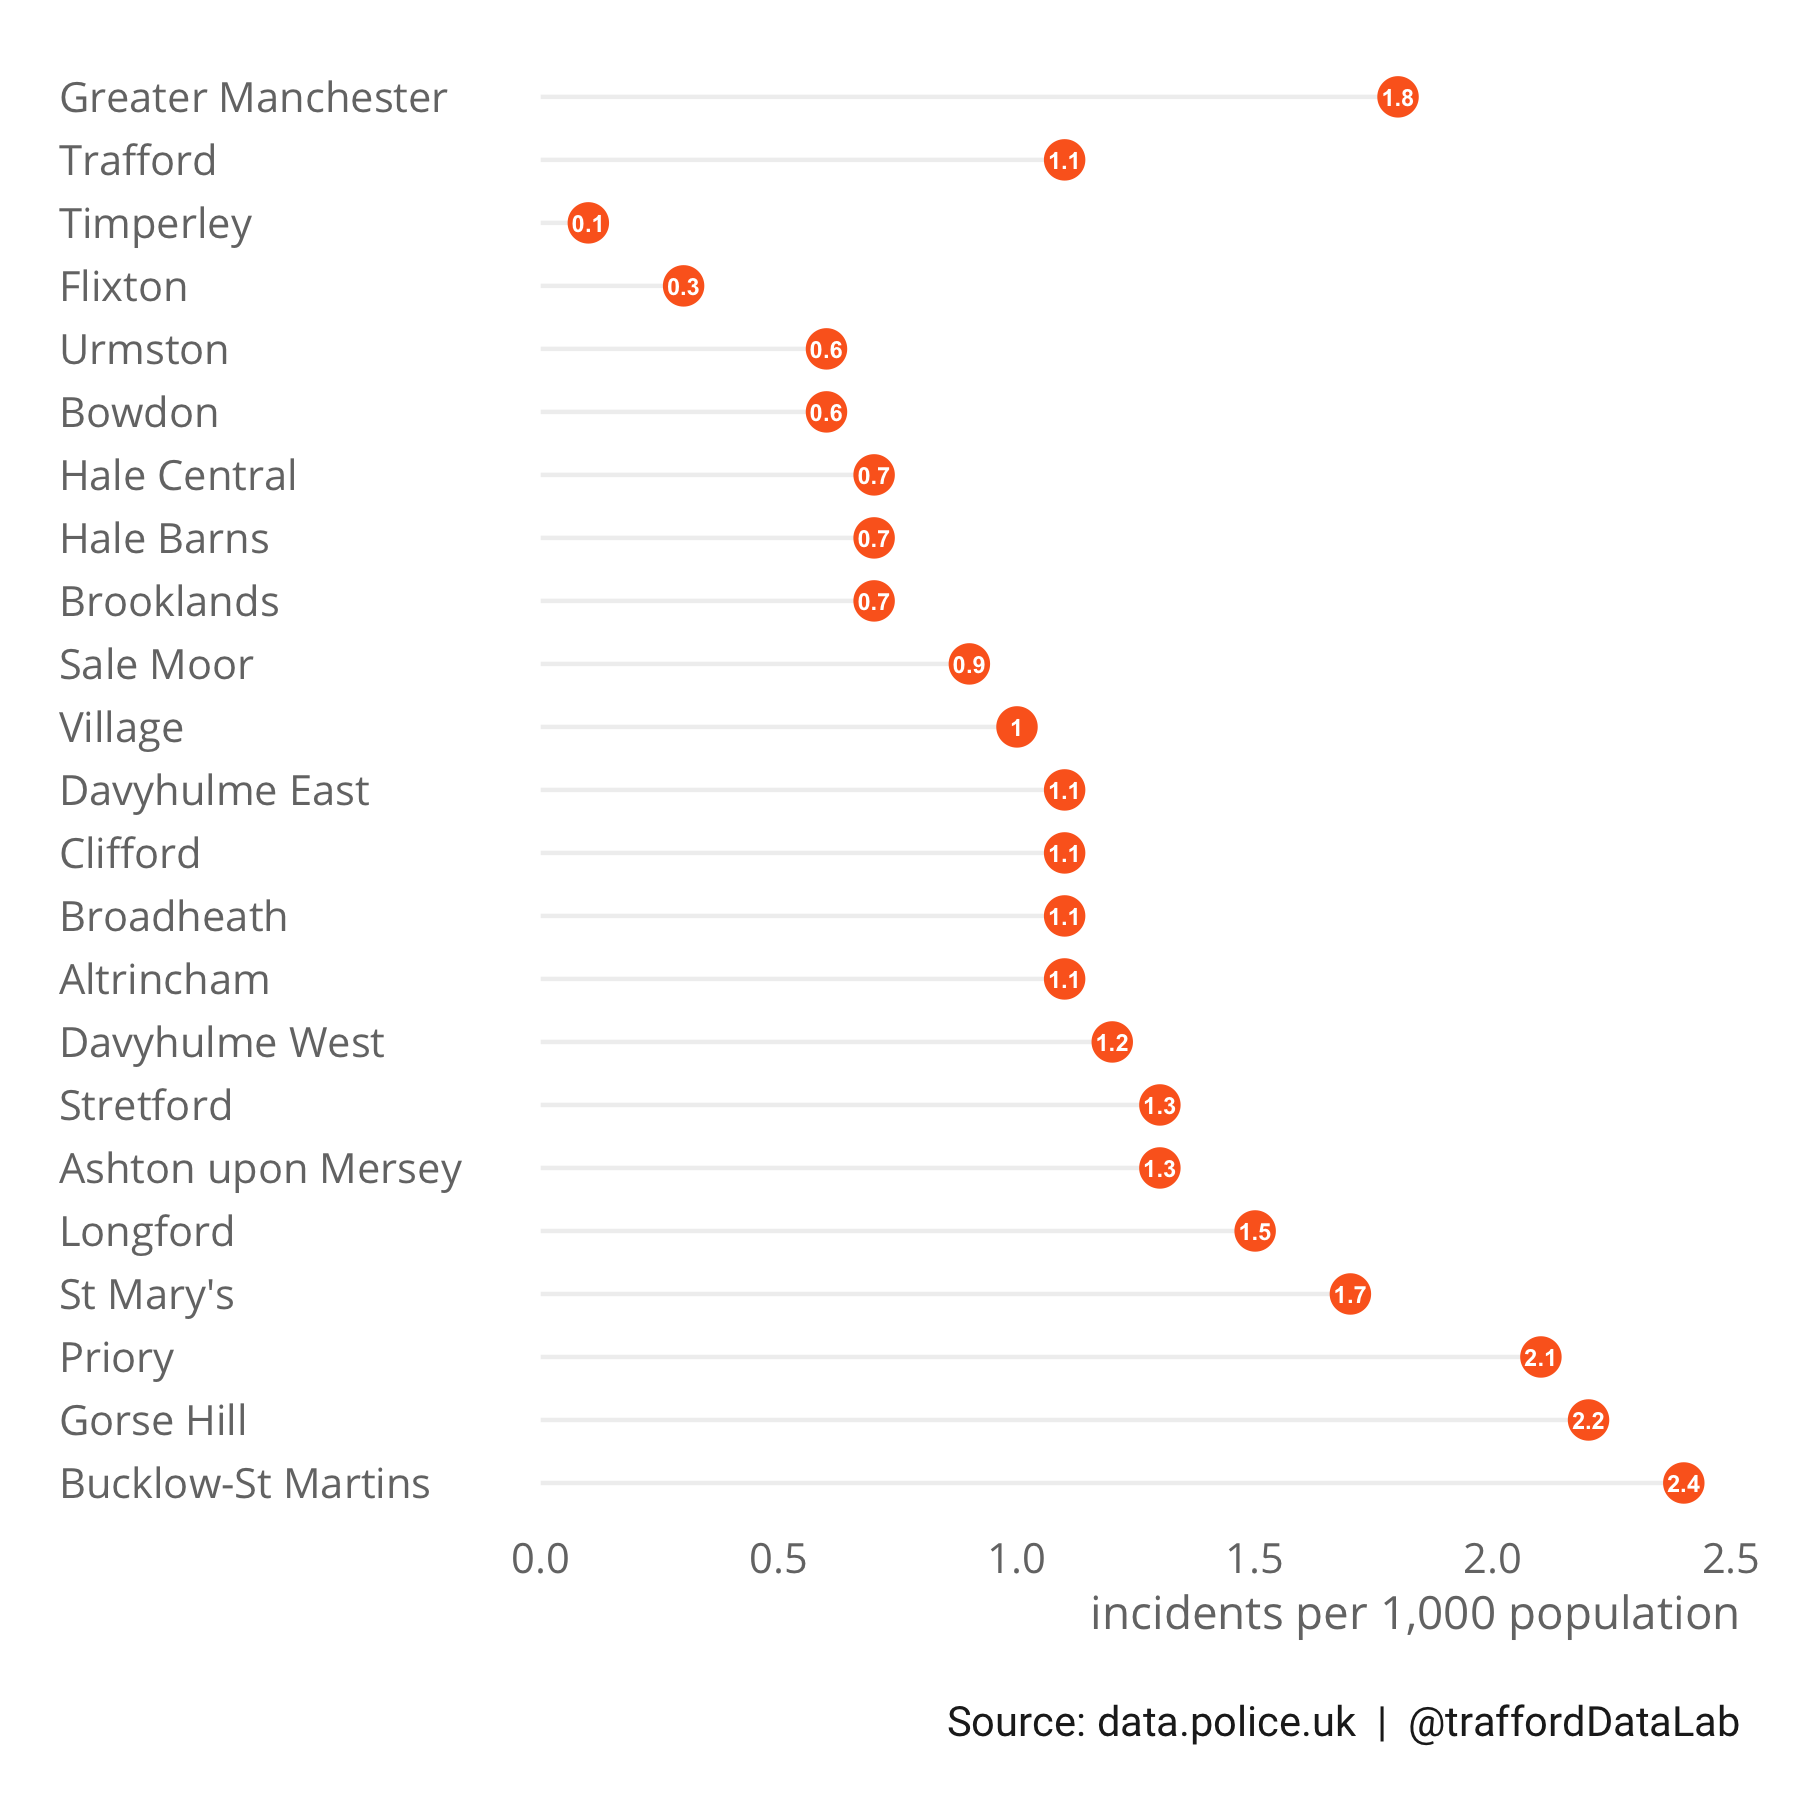 Greater Manchester 1.8
Trafford 1.1
Timperley 0.1
Flixton 0.3
Urmston 0.6
Bowdon 0.6
Hale Central 0.7
Hale Barns 0.7
Brooklands 0.7
Sale Moor 0.9
Village 1
Davyhulme East 1.1
Clifford 1.1
Broadheath 1.1
Altrincham 1.1
Davyhulme West 1.2
Stretford 1.3
Ashton upon Mersey 1.3
Longford 1.5
St Mary's 1.7
Priory 2.1
Gorse Hill 2.2
Bucklow-St Martins 2.4
0.0 0.5 1.0 1.5 2.0 2.5
incidents per 1,000 population
Source: data.police.uk | @traffordDataLab